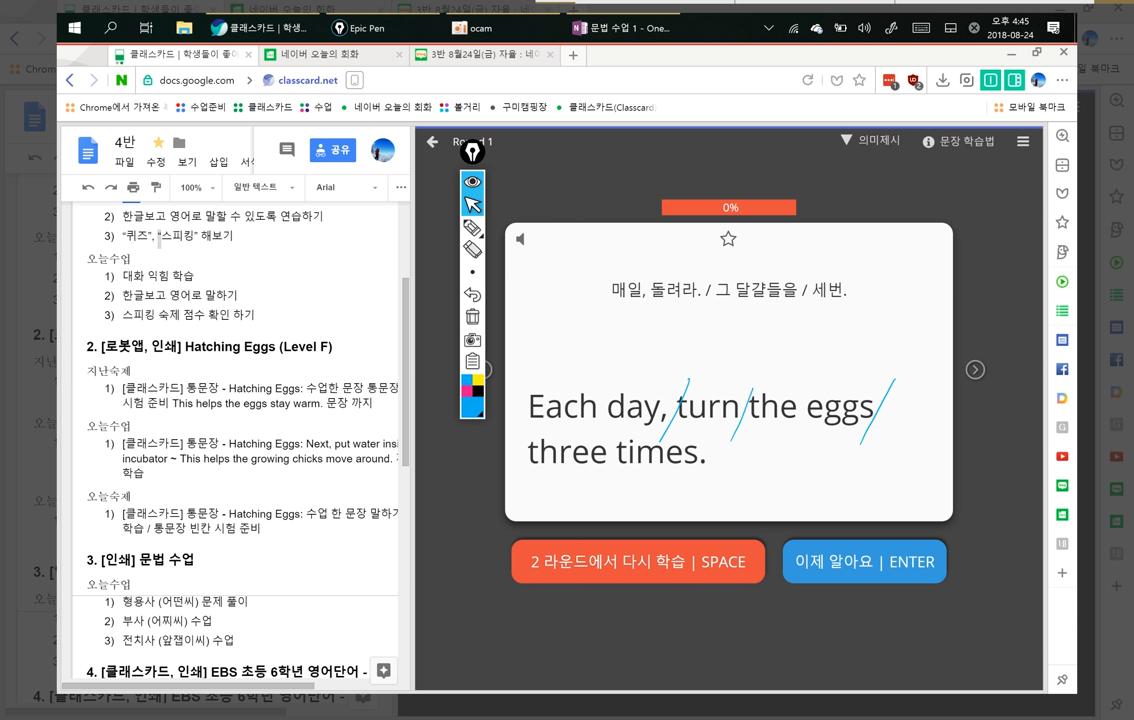 클래스카드 | 학생...
Epic Pen
ocam
문법 수업 1 - One...
오후 4:45
2018-08-24
클래스카드 | 학생들이 좋아
네이버 오늘의 회화
3반 8월24일(금) 자율 : 네이
docs.google.com
classcard.net
Chrome에서 가져온
수업준비
클래스카드
수업
네이버 오늘의 회화
볼거리
구미캠핑장
클래스카드(Classcard)
모바일 북마크
4반
파일 수정 보기 삽입
공유
100% 일반 텍스트 Arial
2) 한글보고 영어로 말할 수 있도록 연습하기
3) “퀴즈”, “스피킹” 해보기
오늘수업
1) 대화 익힘 학습
2) 한글보고 영어로 말하기
3) 스피킹 숙제 점수 확인 하기
2. [로봇앱, 인쇄] Hatching Eggs (Level F)
지난숙제
1) [클래스카드] 통문장 - Hatching Eggs: 수업한 문장 통문장
시험 준비 This helps the eggs stay warm. 문장 까지
오늘수업
1) [클래스카드] 통문장 - Hatching Eggs: Next, put water insi
incubator ~ This helps the growing chicks move around.
학습
오늘숙제
1) [클래스카드] 통문장 - Hatching Eggs: 수업 한 문장 말하기
학습 / 통문장 빈칸 시험 준비
3. [인쇄] 문법 수업
오늘수업
1) 형용사 (어떤씨) 문제 풀이
2) 부사 (어찌씨) 수업
3) 전치사 (앞잽이씨) 수업
4. [클래스카드, 인쇄] EBS 초등 6학년 영어단어 -
의미제시
문장 학습법
0%
매일, 돌려라. / 그 달걀들을 / 세번.
Each day, turn the eggs
three times.
2 라운드에서 다시 학습 | SPACE
이제 알아요 | ENTER